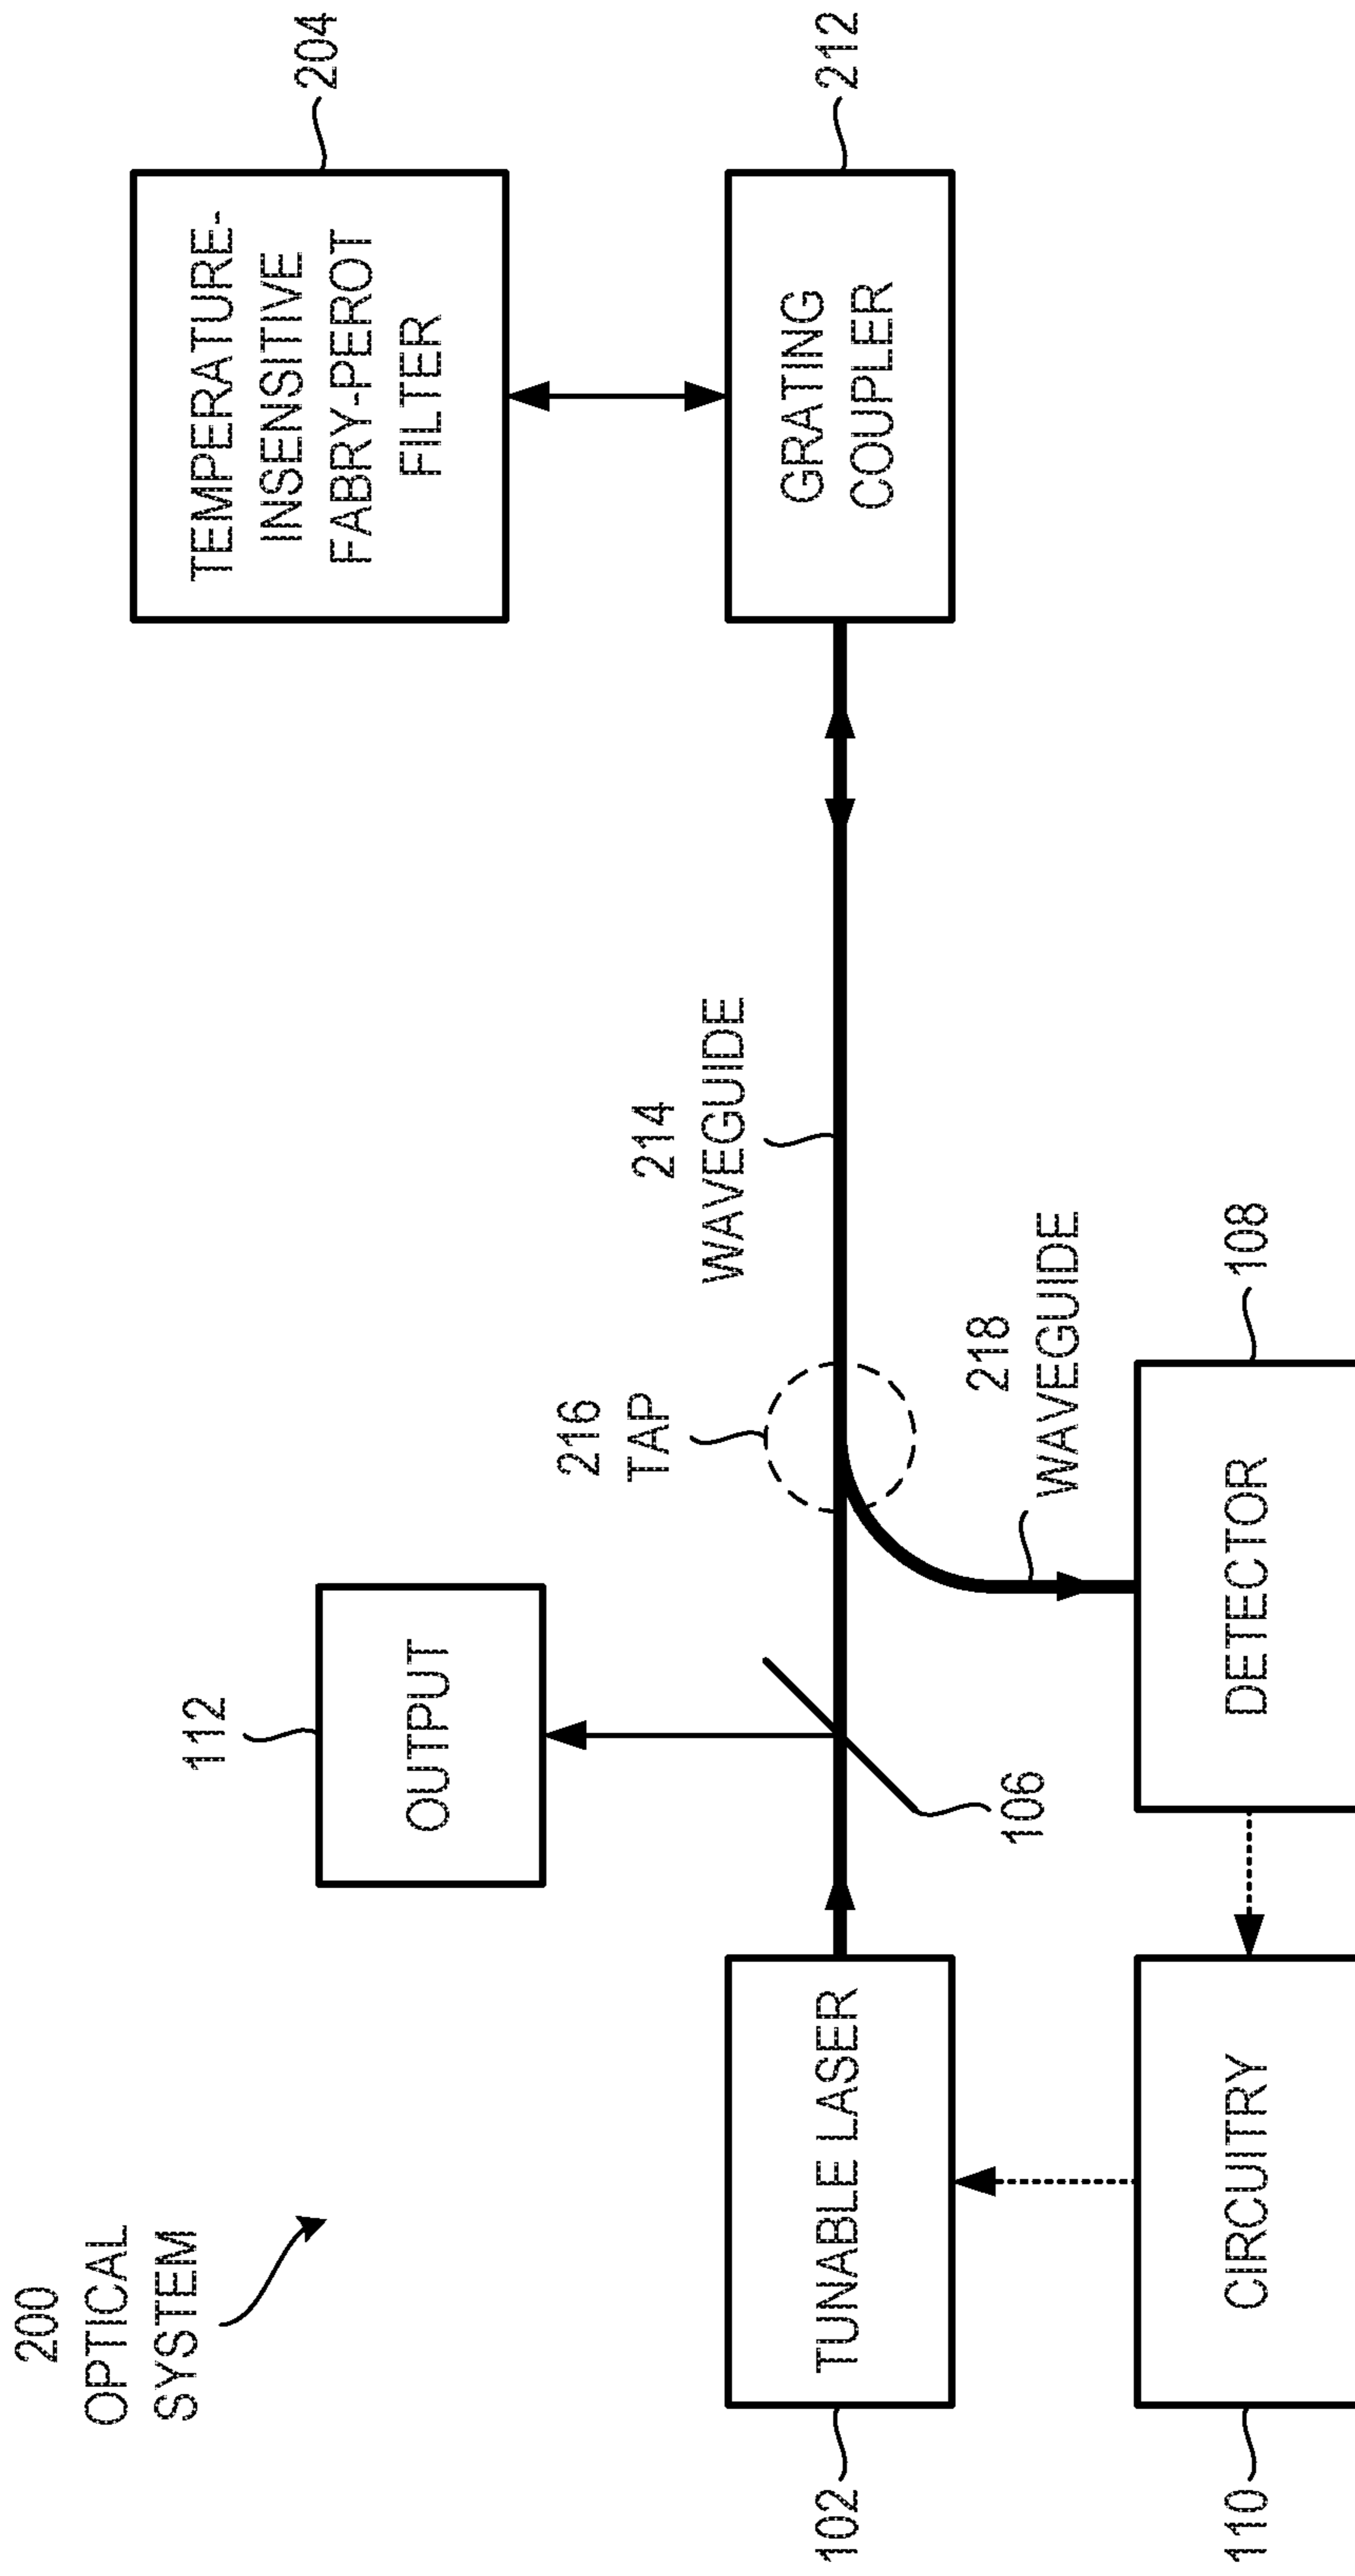 200
OPTICAL
SYSTEM
112
OUTPUT
216
TAP
214
WAVEGUIDE
TEMPERATURE-
INSENSITIVE
FABRY-PEROT
FILTER
204
102
TUNABLE LASER
106
218
WAVEGUIDE
GRATING
COUPLER
212
110
CIRCUITRY
DETECTOR
108